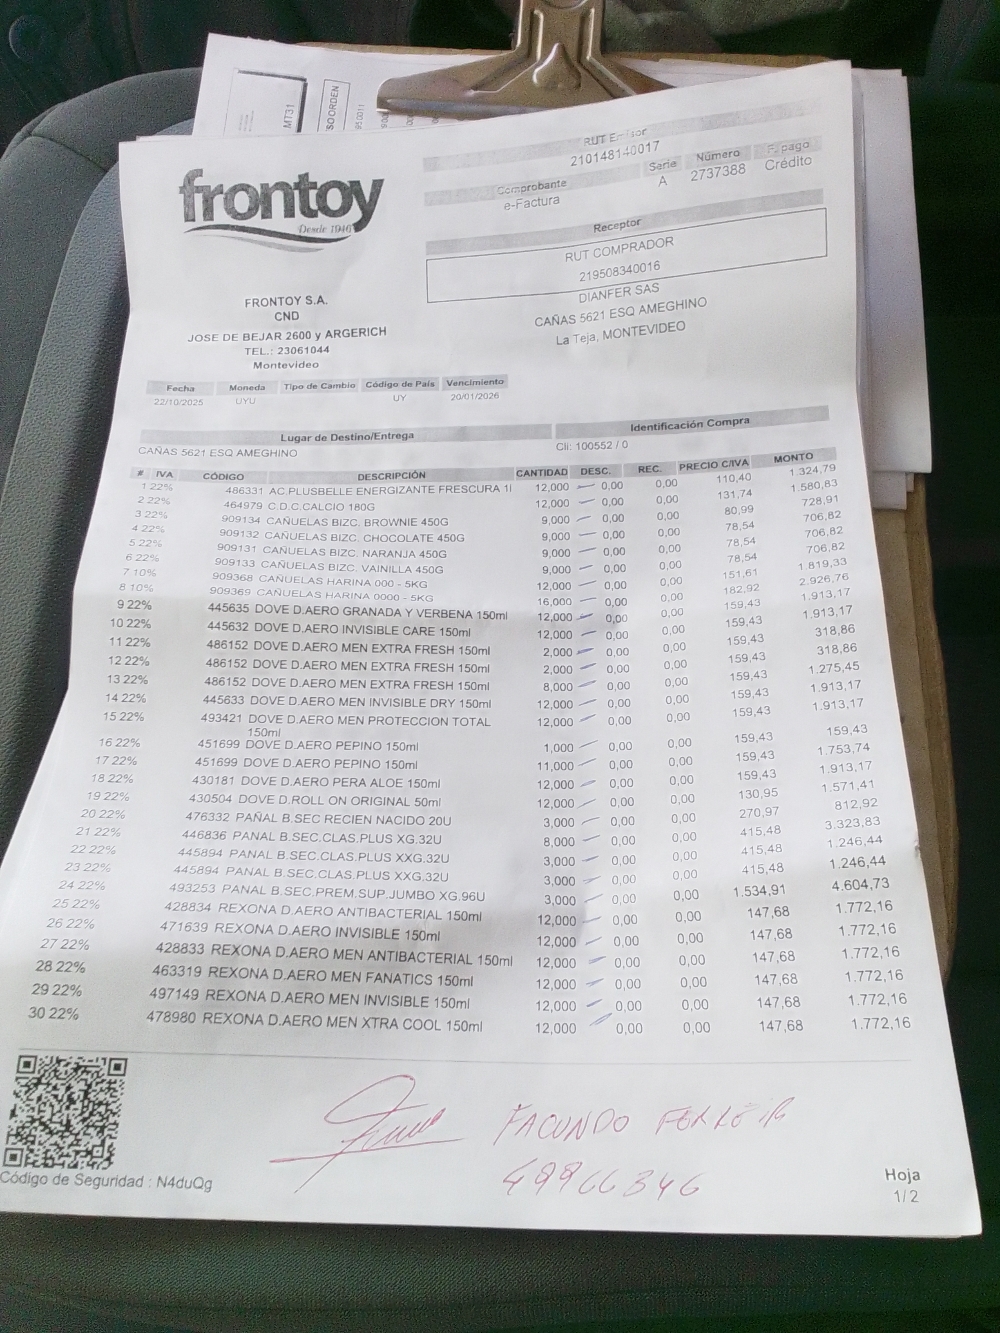 MT31
SO ORDEN
frontoy
Desde 1946
RUT Emisor
210148140017
Comprobante Serie Número F. pago
e-Factura A 2737388 Crédito
Receptor
RUT COMPRADOR
219508340016
DIANFER SAS
CAÑAS 5621 ESQ AMEGHINO
La Teja, MONTEVIDEO
FRONTOY S.A.
CND
JOSE DE BEJAR 2600 y ARGERICH
TEL.: 23061044
Montevideo
Fecha Moneda Tipo de Cambio Código de País Vencimiento
22/10/2025 UYU UY 20/01/2026
Lugar de Destino/Entrega Identificación Compra
CAÑAS 5621 ESQ AMEGHINO Cli: 100552 / 0
# IVA CÓDIGO DESCRIPCIÓN CANTIDAD DESC. REC. PRECIO C/IVA MONTO
1 22% 486331 AC.PLUSBELLE ENERGIZANTE FRESCURA 1l 12,000 0,00 0,00 110,40 1.324,79
2 22% 464979 C.D.C.CALCIO 180G 12,000 0,00 0,00 131,74 1.580,83
3 22% 909134 CAÑUELAS BIZC. BROWNIE 450G 9,000 0,00 0,00 80,99 728,91
4 22% 909132 CAÑUELAS BIZC. CHOCOLATE 450G 9,000 0,00 0,00 78,54 706,82
5 22% 909131 CAÑUELAS BIZC. NARANJA 450G 9,000 0,00 0,00 78,54 706,82
6 22% 909133 CAÑUELAS BIZC. VAINILLA 450G 9,000 0,00 0,00 78,54 706,82
7 10% 909368 CAÑUELAS HARINA 000 - 5KG 12,000 0,00 0,00 151,61 1.819,33
8 10% 909369 CAÑUELAS HARINA 0000 - 5KG 16,000 0,00 0,00 182,92 2.926,76
9 22% 445635 DOVE D.AERO GRANADA Y VERBENA 150ml 12,000 0,00 0,00 159,43 1.913,17
10 22% 445632 DOVE D.AERO INVISIBLE CARE 150ml 12,000 0,00 0,00 159,43 1.913,17
11 22% 486152 DOVE D.AERO MEN EXTRA FRESH 150ml 2,000 0,00 0,00 159,43 318,86
12 22% 486152 DOVE D.AERO MEN EXTRA FRESH 150ml 2,000 0,00 0,00 159,43 318,86
13 22% 486152 DOVE D.AERO MEN EXTRA FRESH 150ml 8,000 0,00 0,00 159,43 1.275,45
14 22% 445633 DOVE D.AERO MEN INVISIBLE DRY 150ml 12,000 0,00 0,00 159,43 1.913,17
15 22% 493421 DOVE D.AERO MEN PROTECCION TOTAL 12,000 0,00 0,00 159,43 1.913,17
150ml
16 22% 451699 DOVE D.AERO PEPINO 150ml 1,000 0,00 0,00 159,43 159,43
17 22% 451699 DOVE D.AERO PEPINO 150ml 11,000 0,00 0,00 159,43 1.753,74
18 22% 430181 DOVE D.AERO PERA ALOE 150ml 12,000 0,00 0,00 159,43 1.913,17
19 22% 430504 DOVE D.ROLL ON ORIGINAL 50ml 12,000 0,00 0,00 130,95 1.571,41
20 22% 476332 PAÑAL B.SEC RECIEN NACIDO 20U 3,000 0,00 0,00 270,97 812,92
21 22% 446836 PANAL B.SEC.CLAS.PLUS XG.32U 8,000 0,00 0,00 415,48 3.323,83
22 22% 445894 PANAL B.SEC.CLAS.PLUS XXG.32U 3,000 0,00 0,00 415,48 1.246,44
23 22% 445894 PANAL B.SEC.CLAS.PLUS XXG.32U 3,000 0,00 0,00 415,48 1.246,44
24 22% 493253 PANAL B.SEC.PREM.SUP.JUMBO XG.96U 3,000 0,00 0,00 1.534,91 4.604,73
25 22% 428834 REXONA D.AERO ANTIBACTERIAL 150ml 12,000 0,00 0,00 147,68 1.772,16
26 22% 471639 REXONA D.AERO INVISIBLE 150ml 12,000 0,00 0,00 147,68 1.772,16
27 22% 428833 REXONA D.AERO MEN ANTIBACTERIAL 150ml 12,000 0,00 0,00 147,68 1.772,16
28 22% 463319 REXONA D.AERO MEN FANATICS 150ml 12,000 0,00 0,00 147,68 1.772,16
29 22% 497149 REXONA D.AERO MEN INVISIBLE 150ml 12,000 0,00 0,00 147,68 1.772,16
30 22% 478980 REXONA D.AERO MEN XTRA COOL 150ml 12,000 0,00 0,00 147,68 1.772,16
FACUNDO FERREIR
49966346
Código de Seguridad : N4duQg
Hoja
1/ 2